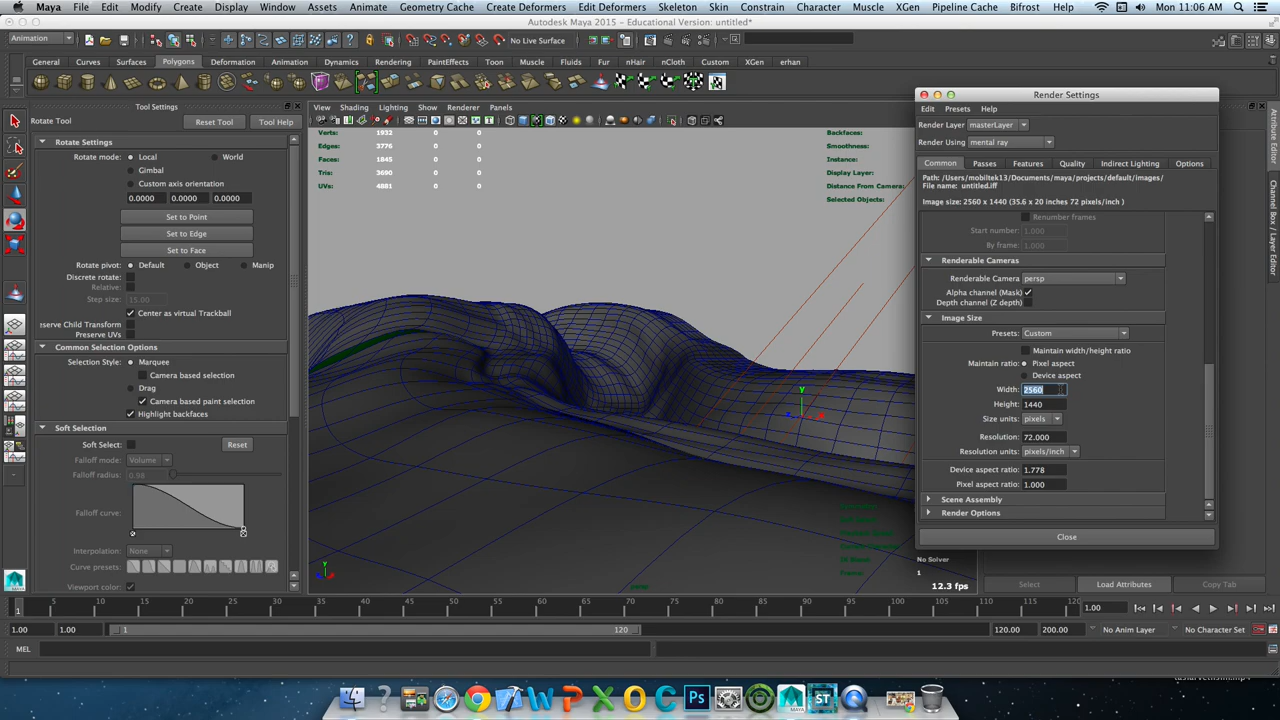 Maya File Edit Modify Create Display Window Assets Animate Geometry Cache Create Deformers Edit Deformers Skeleton Skin Constrain Character Muscle XGen Pipeline Cache Bifrost Mon 11:06 AM
Autodesk Maya 2015 - Educational Version: untitled*
Animation
No Live Surface
General Curves Surfaces Polygons Deformation Animation Dynamics Rendering PaintEffects Toon Muscle Fluids Fur nHair nCloth Custom XGen erhan
Tool Settings
Rotate Tool Reset Tool Tool Help
Rotate Settings
Rotate mode: Local World
Gimbal
Custom axis orientation
0.0000 0.0000 0.0000
Set to Point
Set to Edge
Set to Face
Rotate pivot: Default Object Manip
Discrete rotate:
Relative:
Step size: 15.00
Center as virtual Trackball
eserve Child Transform
Preserve UVs
Common Selection Options
Selection Style: Marquee
Camera based selection
Drag
Camera based paint selection
Highlight backfaces
Soft Selection
Soft Select: Reset
Falloff mode: Volume
Falloff radius: 0.98
Falloff curve:
Interpolation: None
Curve presets:
Viewport color:
View Shading Lighting Show Renderer Panels
Verts: 1932 0 0
Edges: 3776 0 0
Faces: 1845 0 0
Tris: 3690 0 0
UVs: 4881 0 0
Backfaces:
Smoothness:
Instance:
Display Layer:
Distance From Camera:
Selected Objects:
y
y
No Solver
Frame: 1
persp
12.3 fps
Render Settings
Edit Presets Help
Render Layer masterLayer
Render Using mental ray
Common Passes Features Quality Indirect Lighting Options
Path: /Users/mobiltek13/Documents/maya/projects/default/images/
File name: untitled.iff
Image size: 2560 x 1440 (35.6 x 20 inches 72 pixels/inch )
Renumber frames
Start number: 1.000
By frame: 1.000
Renderable Cameras
Renderable Camera persp
Alpha channel (Mask)
Depth channel (Z depth)
Image Size
Presets: Custom
Maintain width/height ratio
Maintain ratio: Pixel aspect
Device aspect
Width: 2560
Height: 1440
Size units: pixels
Resolution: 72.000
Resolution units: pixels/inch
Device aspect ratio: 1.778
Pixel aspect ratio: 1.000
Scene Assembly
Render Options
Close
Attribute Editor
Channel Box / Layer Editor
Select Load Attributes Copy Tab
1 5 10 15 20 25 30 35 40 45 50 55 60 65 70 75 80 85 90 95 100 105 110 115 120 1.00
1.00 1.00 1 120 120.00 200.00 No Anim Layer No Character Set
MEL
MAYA ST